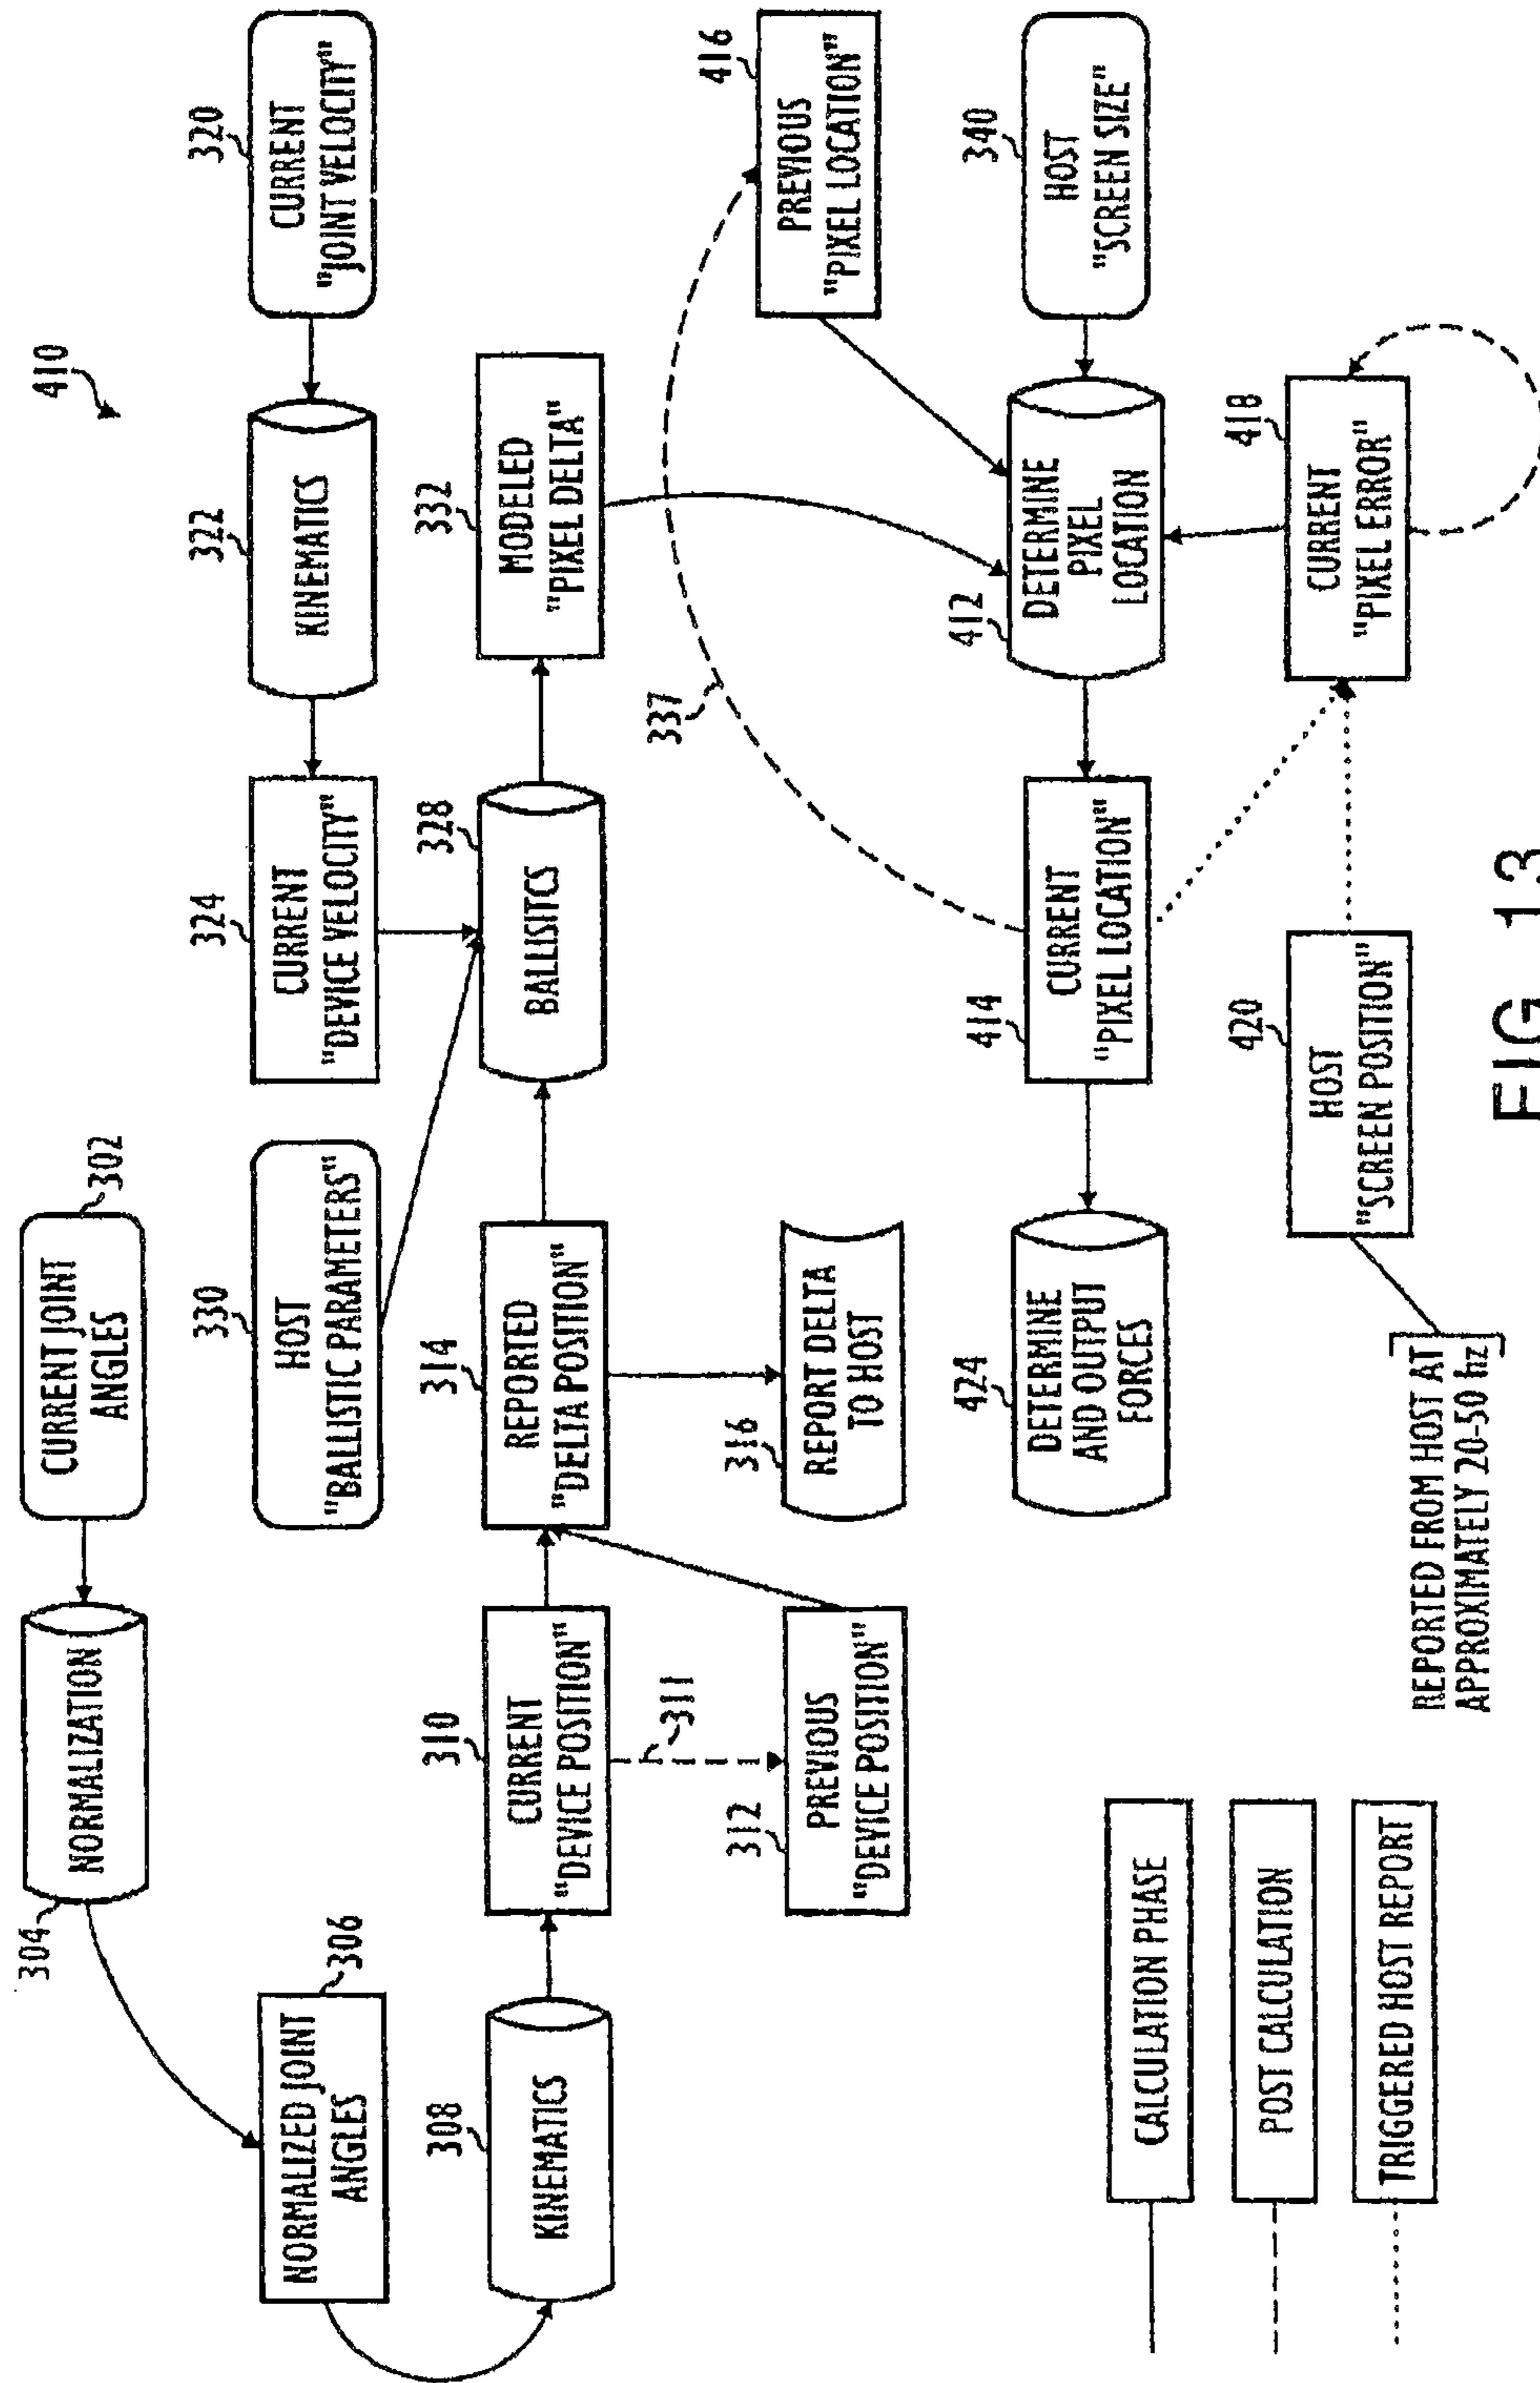 410
CURRENT JOINT
ANGLES
302
NORMALIZATION
304
NORMALIZED JOINT
ANGLES
306
HOST
"BALLISTIC PARAMETERS"
330
CURRENT
"DEVICE VELOCITY"
324
KINEMATICS
322
CURRENT
"JOINT VELOCITY"
320
KINEMATICS
308
CURRENT
"DEVICE POSITION"
310
311
REPORTED
"DELTA POSITION"
314
BALLISITCS
328
MODELED
"PIXEL DELTA"
332
PREVIOUS
"DEVICE POSITION"
312
REPORT DELTA
TO HOST
316
337
PREVIOUS
"PIXEL LOCATION"
416
DETERMINE
AND OUTPUT
FORCES
424
CURRENT
"PIXEL LOCATION"
414
DETERMINE
PIXEL
LOCATION
412
HOST
"SCREEN SIZE"
340
HOST
"SCREEN POSITION"
420
CURRENT
"PIXEL ERROR"
418
REPORTED FROM HOST AT
APPROXIMATELY 20-50 hz
CALCULATION PHASE
POST CALCULATION
TRIGGERED HOST REPORT
FIG. 13